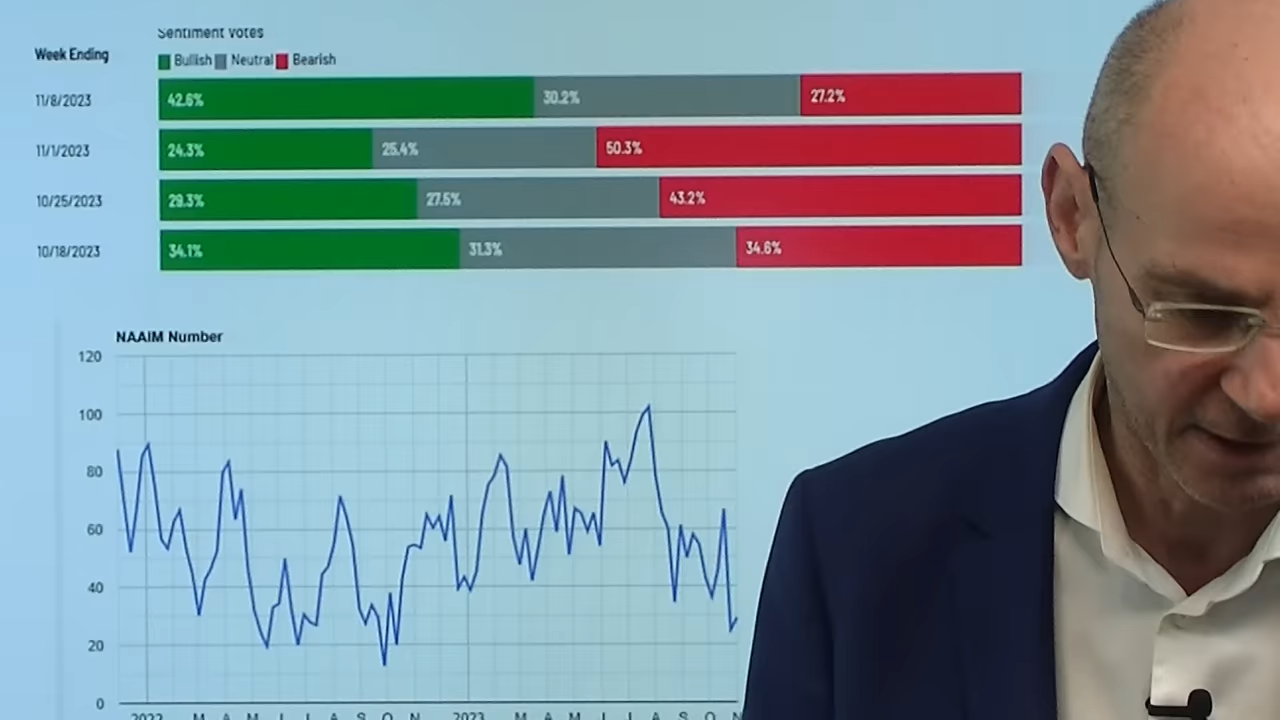 Sentiment Votes
Week Ending
Bullish Neutral Bearish
11/8/2023 42.6% 30.2% 27.2%
11/1/2023 24.3% 25.4% 50.3%
10/25/2023 29.3% 27.5% 43.2%
10/18/2023 34.1% 31.3% 34.6%
NAAIM Number
120
100
80
60
40
20
0
2022 M A M J J A S O N 2023 M A M J J A S O N